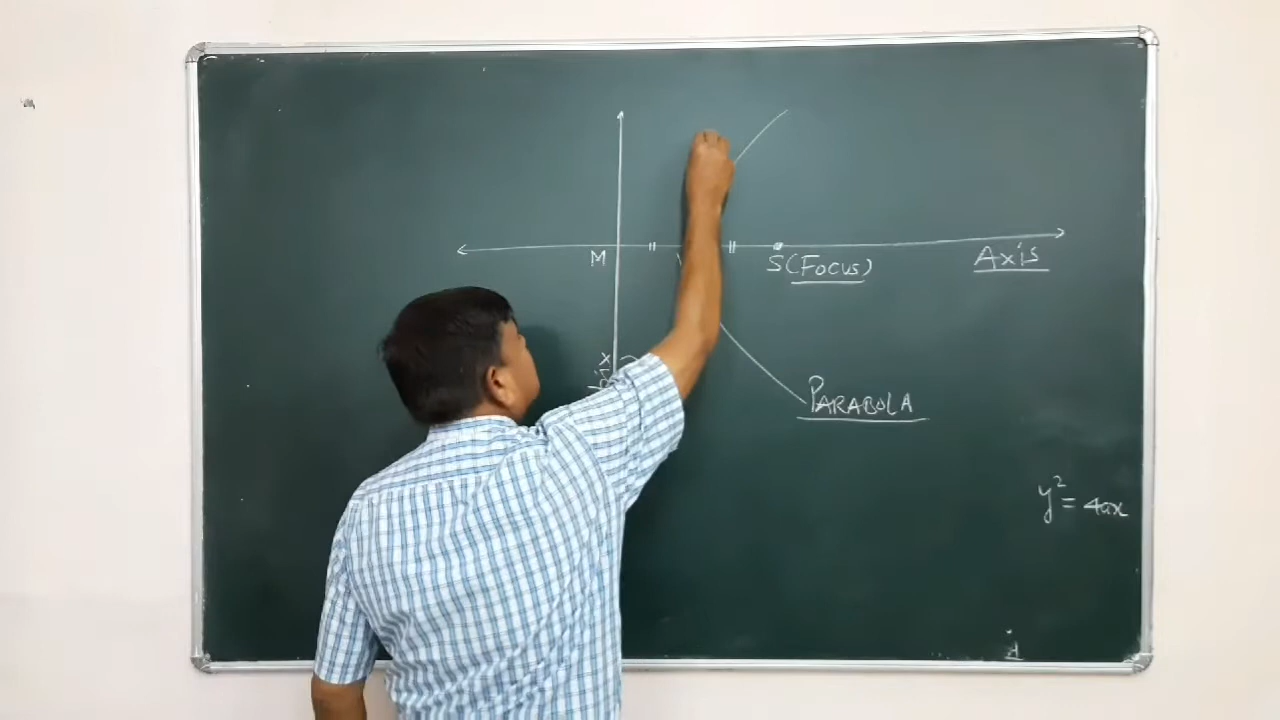 M
S(Focus)
Axis
PARABOLA
y² = 4ax